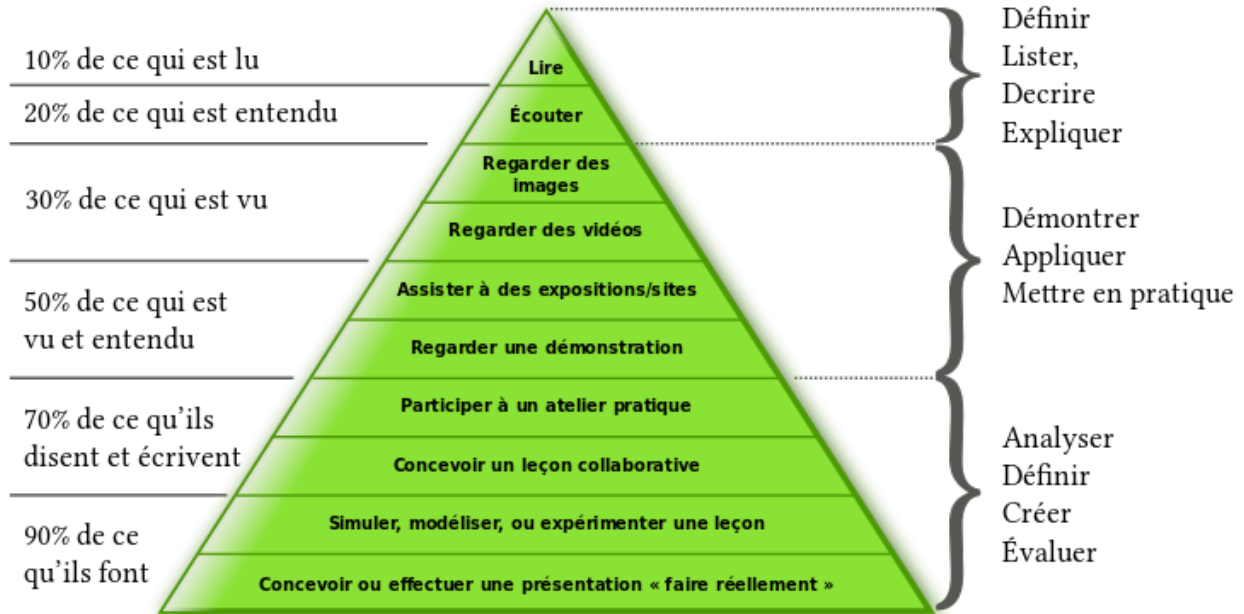 10% de ce qui est lu
20% de ce qui est entendu
30% de ce qui est vu
50% de ce qui est
vu et entendu
70% de ce qu’ils
disent et écrivent
90% de ce
qu’ils font
Lire
Écouter
Regarder des
images
Regarder des vidéos
Assister à des expositions/sites
Regarder une démonstration
Participer à un atelier pratique
Concevoir un leçon collaborative
Simuler, modéliser, ou expérimenter une leçon
Concevoir ou effectuer une présentation « faire réellement »
Définir
Lister,
Decrire
Expliquer
Démontrer
Appliquer
Mettre en pratique
Analyser
Définir
Créer
Évaluer